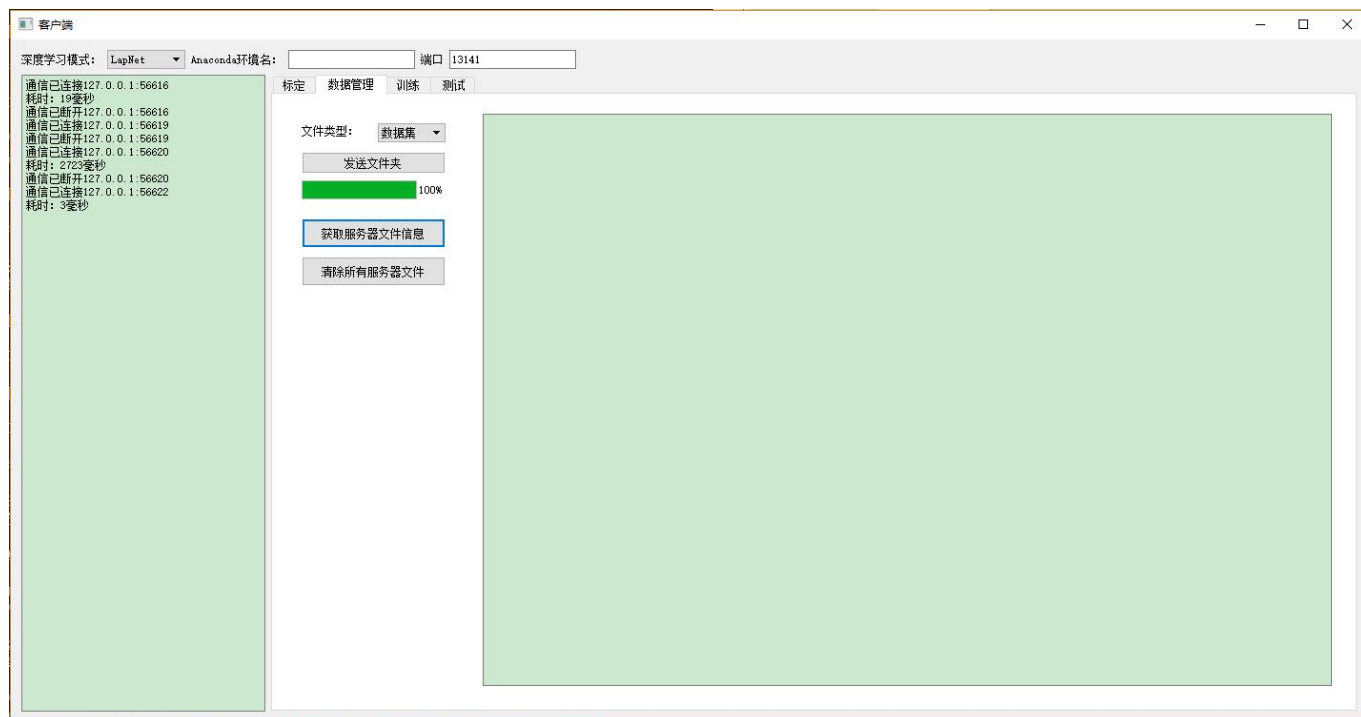 客户端
深度学习模式： LapNet Anaconda环境名： 端口 13141
通信已连接127.0.0.1:56616
耗时：19毫秒
通信已断开127.0.0.1:56616
通信已连接127.0.0.1:56619
通信已断开127.0.0.1:56619
通信已连接127.0.0.1:56620
耗时：2723毫秒
通信已断开127.0.0.1:56620
通信已连接127.0.0.1:56622
耗时：3毫秒
标定 数据管理 训练 测试
文件类型： 数据集
发送文件夹
100%
获取服务器文件信息
清除所有服务器文件